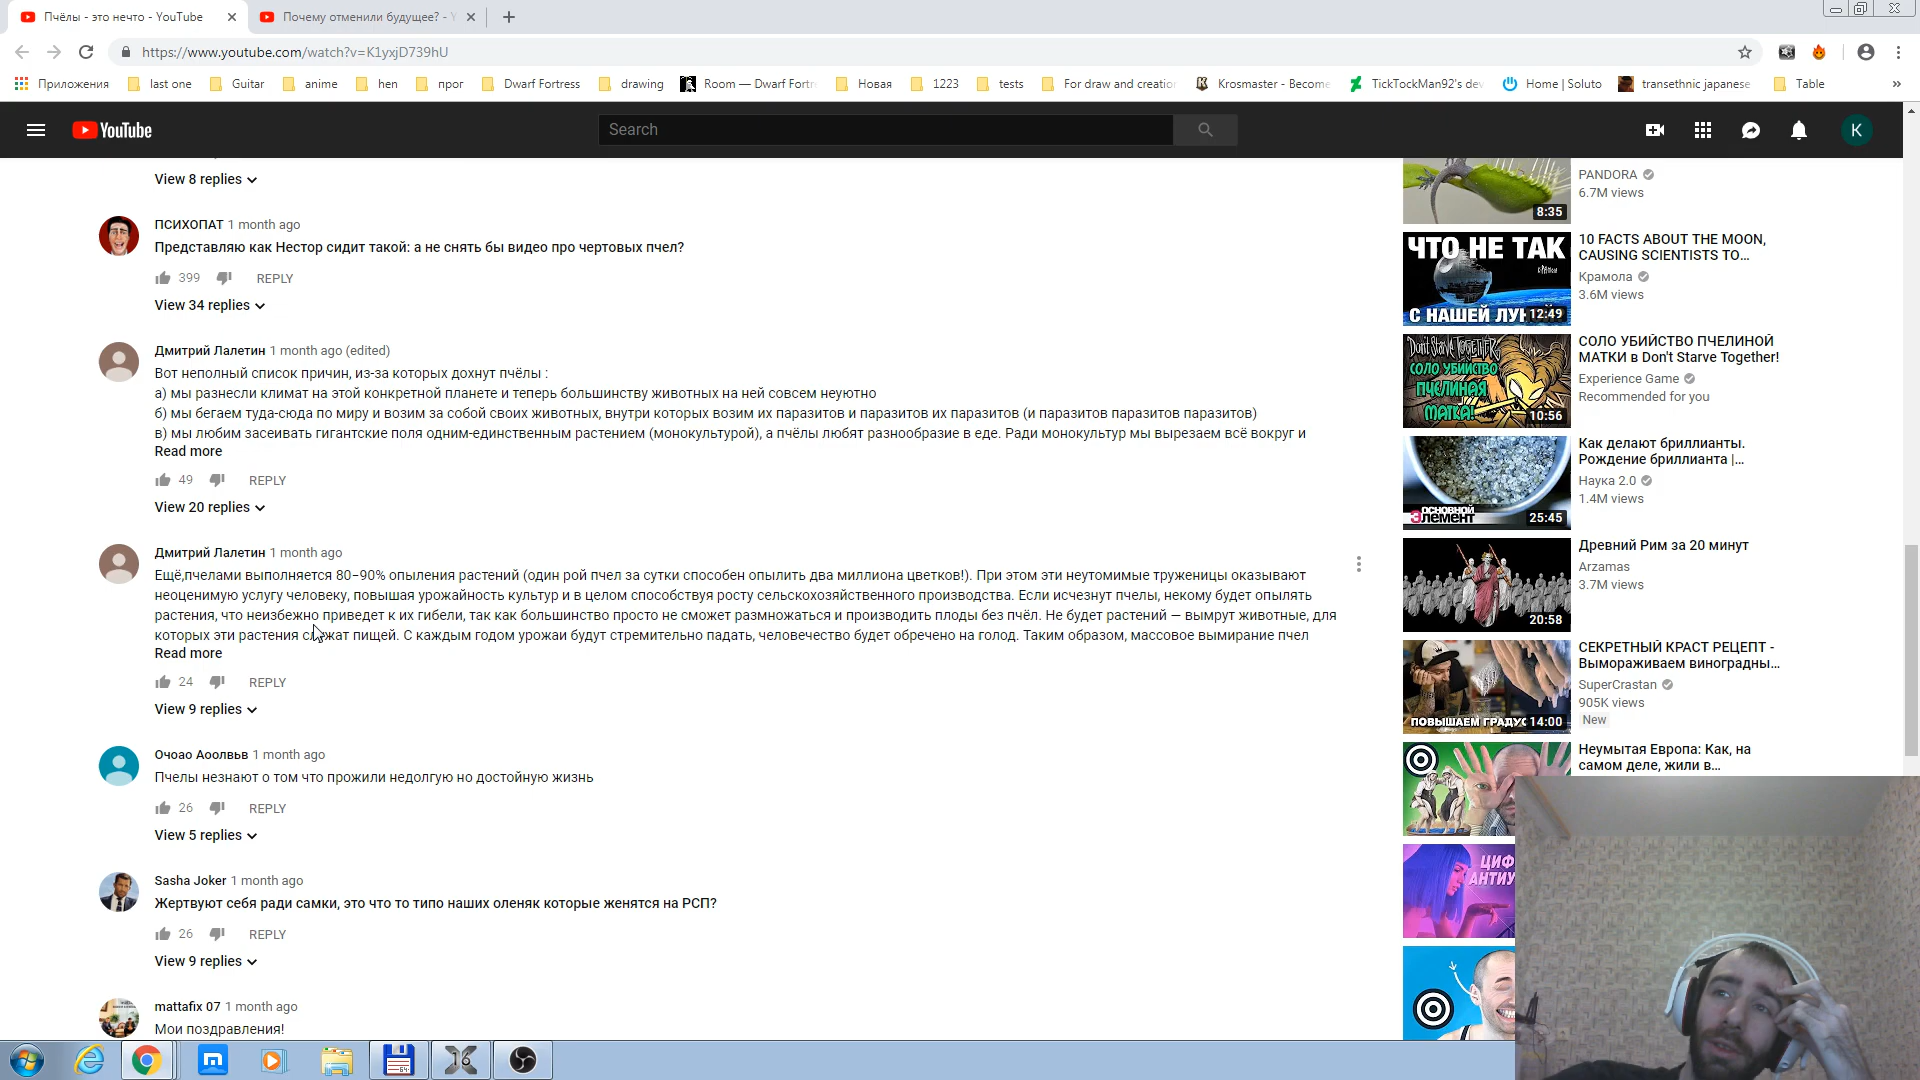 Пчёлы - это нечто - YouTube
Почему отменили будущее? - Y
https://www.youtube.com/watch?v=K1yxjD739hU
Приложения
last one
Guitar
anime
hen
прог
Dwarf Fortress
drawing
Room — Dwarf Fortr
Новая
1223
tests
For draw and creation
Krosmaster - Become
TickTockMan92's dev
Home | Soluto
transethnic japanese
Table
YouTube
Search
K
View 8 replies
ПСИХОПАТ 1 month ago
Представляю как Нестор сидит такой: а не снять бы видео про чертовых пчел?
399 REPLY
View 34 replies
Дмитрий Лалетин 1 month ago (edited)
Вот неполный список причин, из-за которых дохнут пчёлы :
а) мы разнесли климат на этой конкретной планете и теперь большинству животных на ней совсем неуютно
б) мы бегаем туда-сюда по миру и возим за собой своих животных, внутри которых возим их паразитов и паразитов их паразитов (и паразитов паразитов паразитов)
в) мы любим засеивать гигантские поля одним-единственным растением (монокультурой), а пчёлы любят разнообразие в еде. Ради монокультур мы вырезаем всё вокруг и
Read more
49 REPLY
View 20 replies
Дмитрий Лалетин 1 month ago
Ещё,пчелами выполняется 80–90% опыления растений (один рой пчел за сутки способен опылить два миллиона цветков!). При этом эти неутомимые труженицы оказывают
неоценимую услугу человеку, повышая урожайность культур и в целом способствуя росту сельскохозяйственного производства. Если исчезнут пчелы, некому будет опылять
растения, что неизбежно приведет к их гибели, так как большинство просто не сможет размножаться и производить плоды без пчёл. Не будет растений — вымрут животные, для
которых эти растения служат пищей. С каждым годом урожаи будут стремительно падать, человечество будет обречено на голод. Таким образом, массовое вымирание пчел
Read more
24 REPLY
View 9 replies
Очоао Аоолвьв 1 month ago
Пчелы незнают о том что прожили недолгую но достойную жизнь
26 REPLY
View 5 replies
Sasha Joker 1 month ago
Жертвуют себя ради самки, это что то типо наших оленяк которые женятся на РСП?
26 REPLY
View 9 replies
mattafix 07 1 month ago
Мои поздравления!
PANDORA
6.7M views
8:35
ЧТО НЕ ТАК
С НАШЕЙ ЛУН
12:49
10 FACTS ABOUT THE MOON,
CAUSING SCIENTISTS TO...
Крамола
3.6M views
Don't Starve Together
СОЛО УБИЙСТВО
ПЧЕЛИНАЯ
МАТКА!
10:56
СОЛО УБИЙСТВО ПЧЕЛИНОЙ
МАТКИ в Don't Starve Together!
Experience Game
Recommended for you
ОСНОВНОЙ
ЭЛЕМЕНТ
25:45
Как делают бриллианты.
Рождение бриллианта |...
Наука 2.0
1.4M views
20:58
Древний Рим за 20 минут
Arzamas
3.7M views
ПОВЫШАЕМ ГРАДУС
14:00
СЕКРЕТНЫЙ КРАСТ РЕЦЕПТ -
Вымораживаем виноградны...
SuperCrastan
905K views
New
Неумытая Европа: Как, на
самом деле, жили в...
ЦИФ
АНТИУ
64